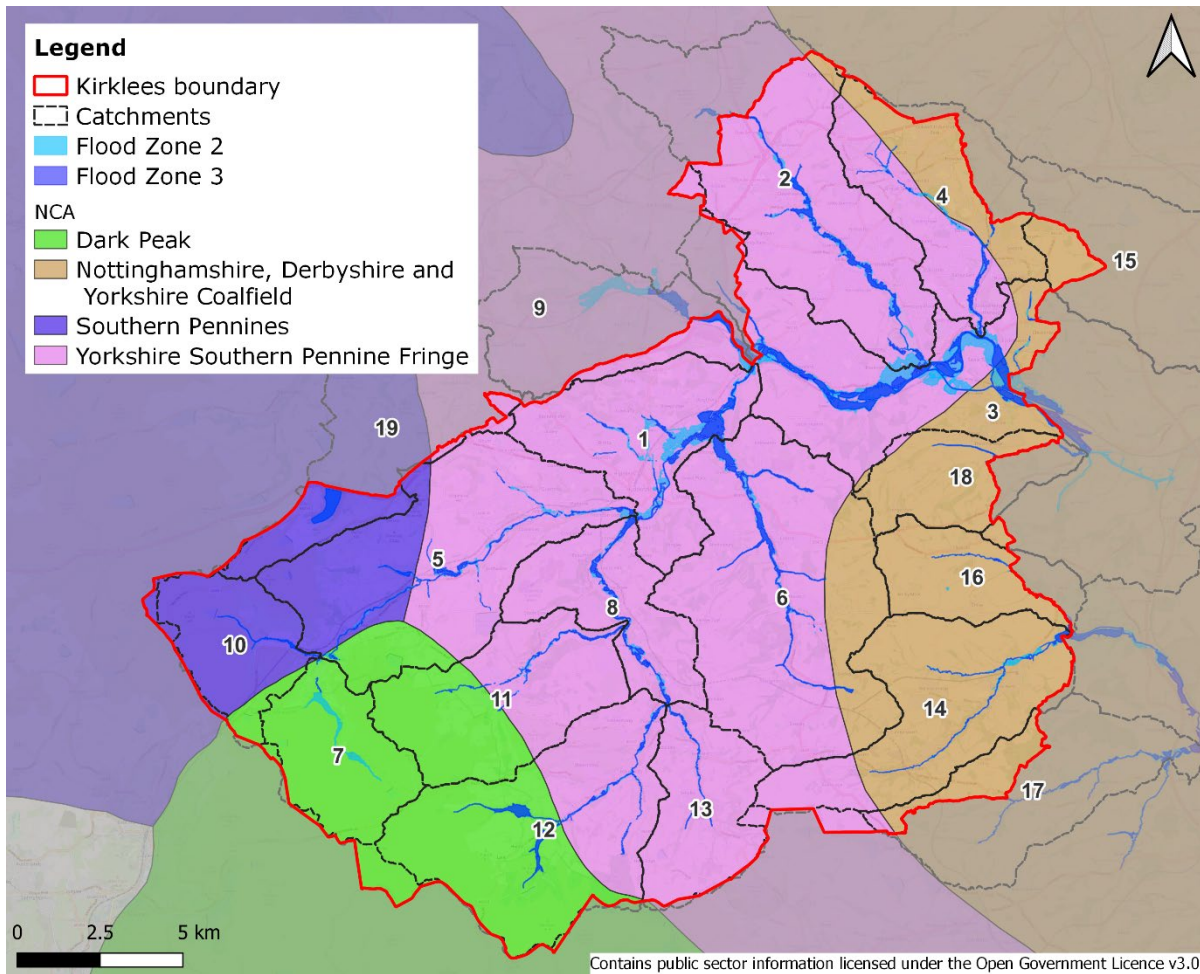 Legend
Kirklees boundary
Catchments
Flood Zone 2
Flood Zone 3
NCA
Dark Peak
Nottinghamshire, Derbyshire and
Yorkshire Coalfield
Southern Pennines
Yorkshire Southern Pennine Fringe
2
4
15
9
3
19
1
18
5
16
6
8
10
11
14
7
17
13
12
0 2.5 5 km
Contains public sector information licensed under the Open Government Licence v3.0